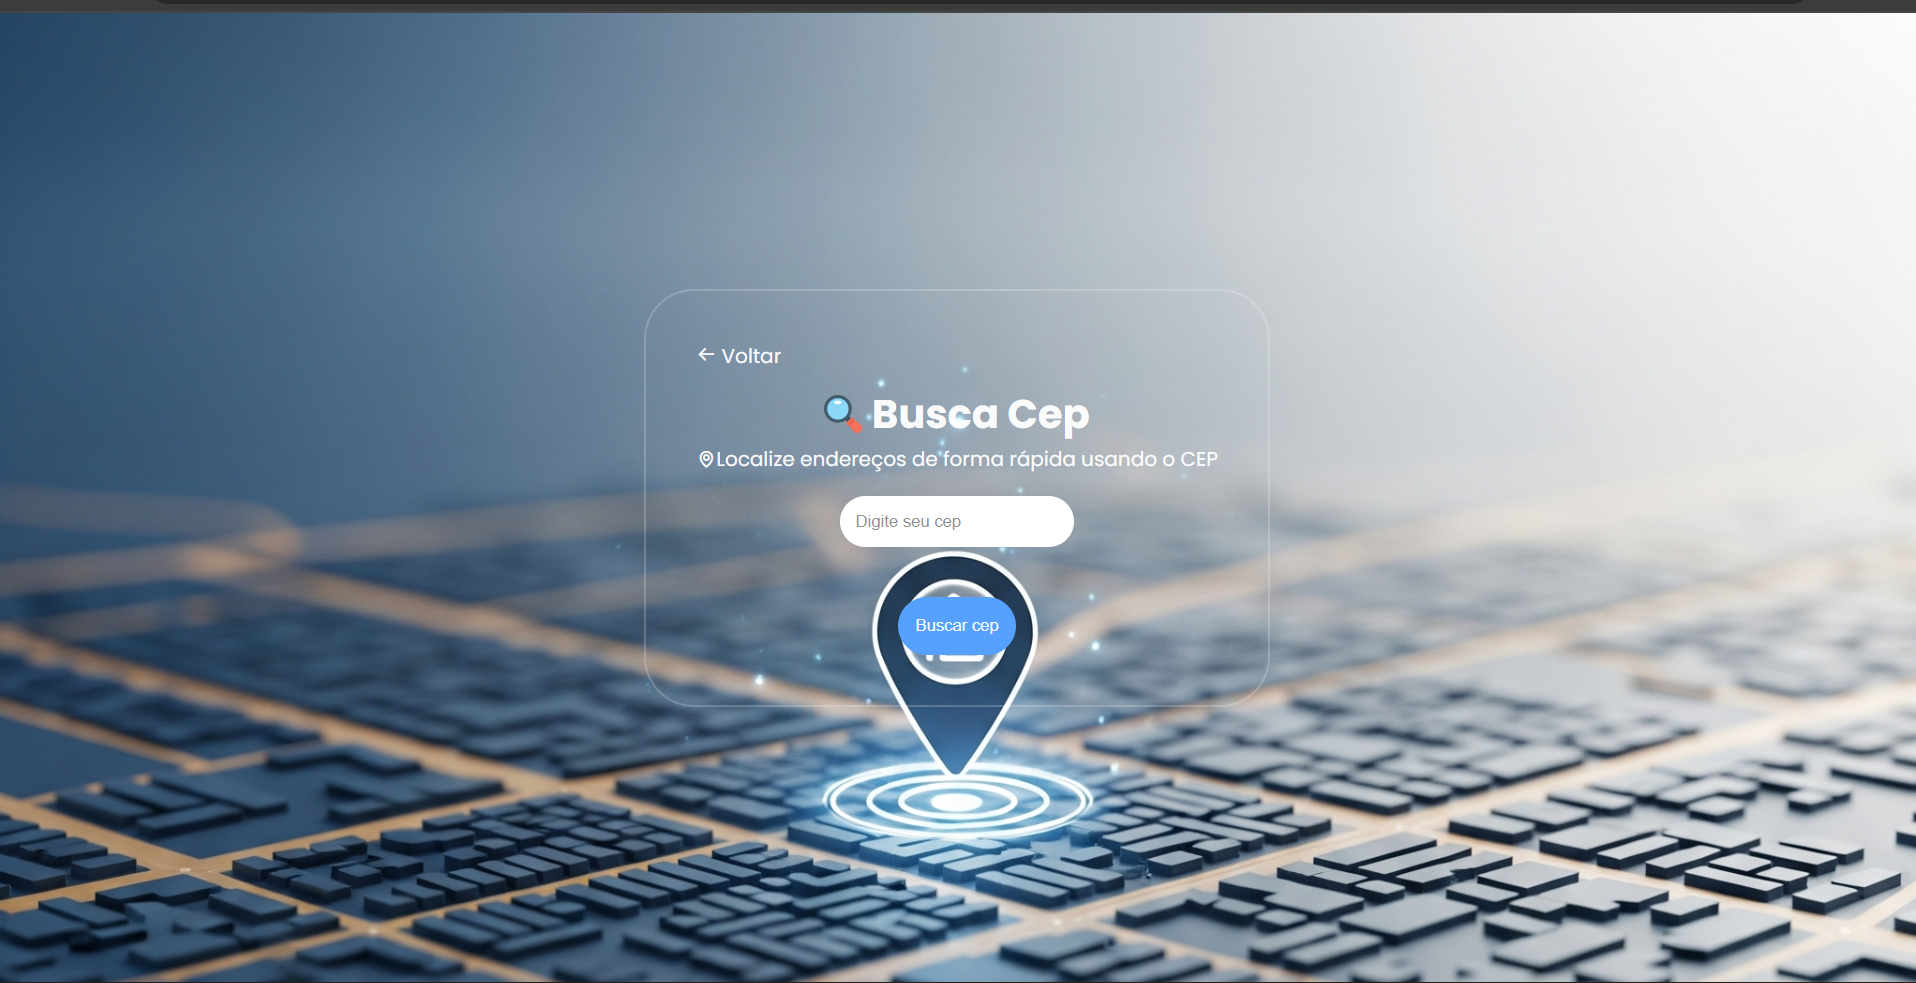 Voltar
Busca Cep
Localize endereços de forma rápida usando o CEP
Digite seu cep
Buscar cep